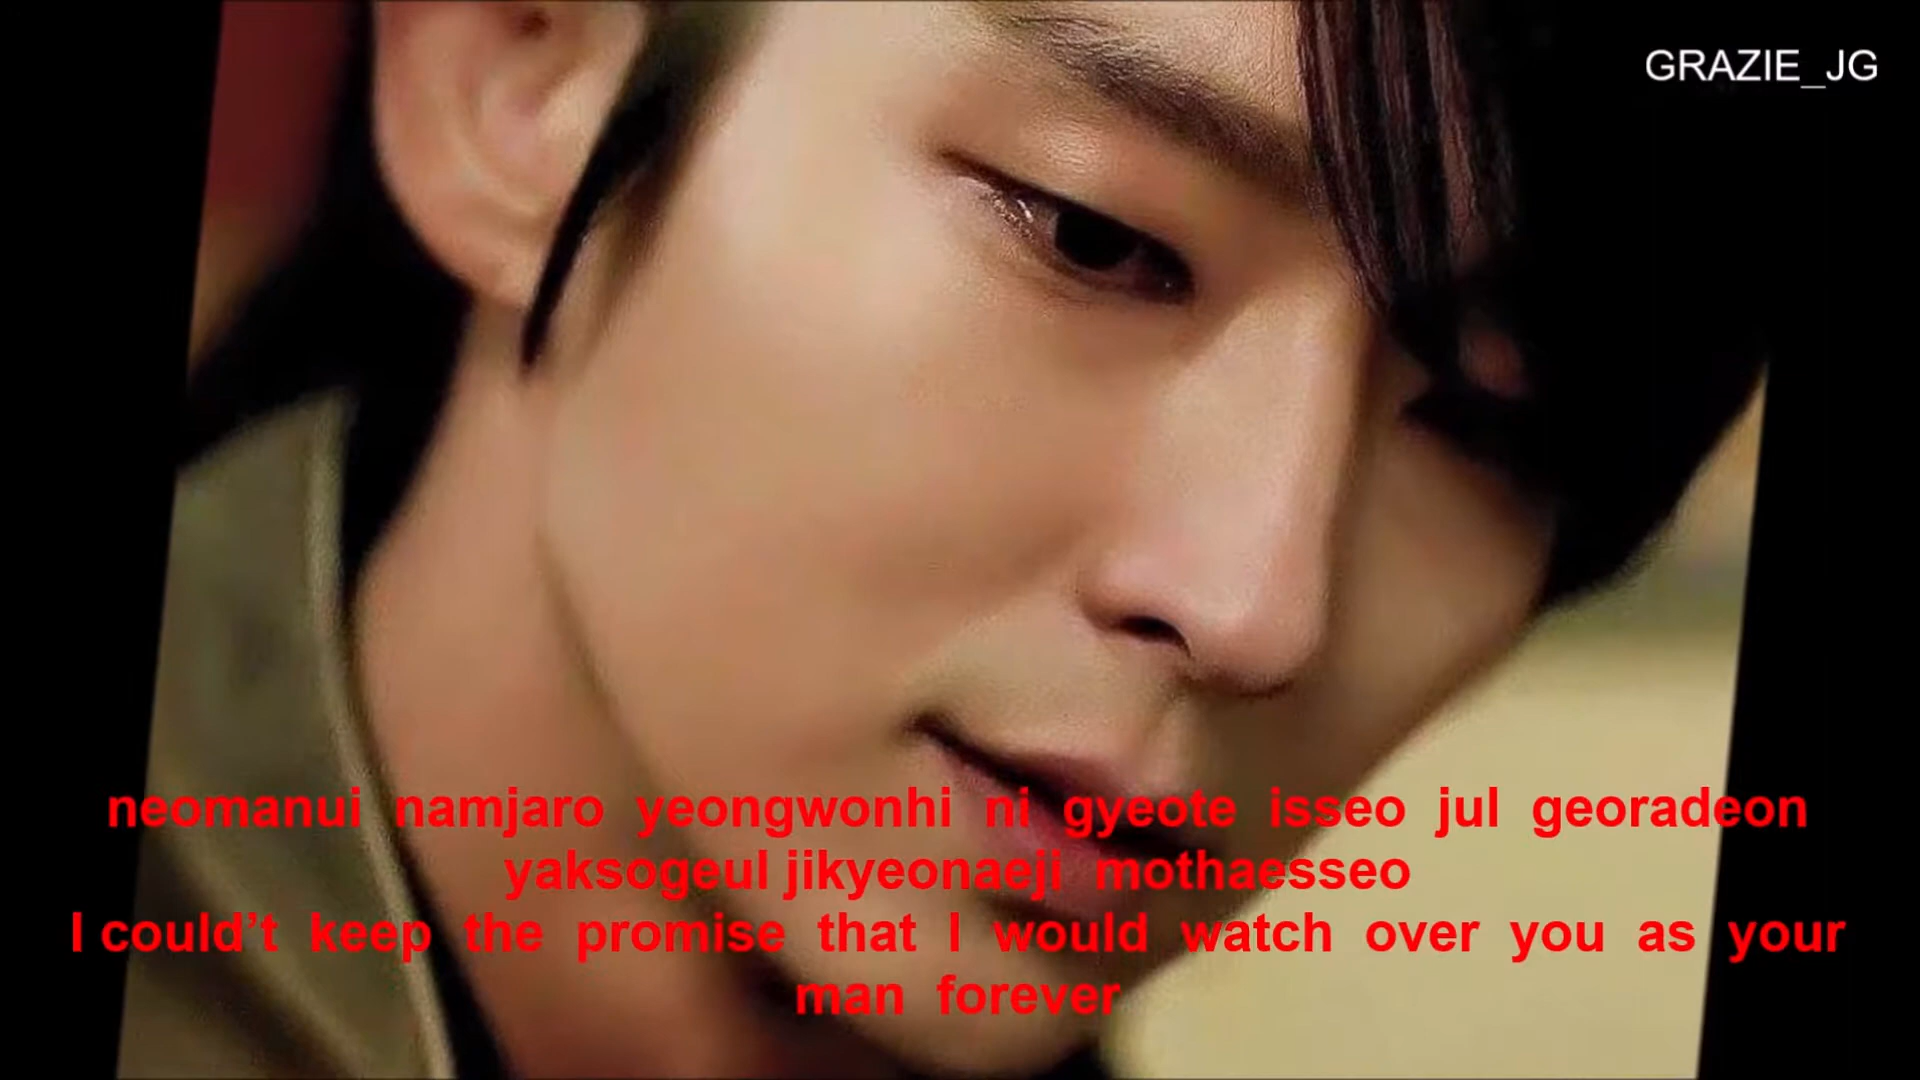 GRAZIE_JG
neomanui namjaro yeongwonhi ni gyeote isseo jul georadeon
yaksogeul jikyeonaeji mothaesseo
I could’t keep the promise that I would watch over you as your
man forever